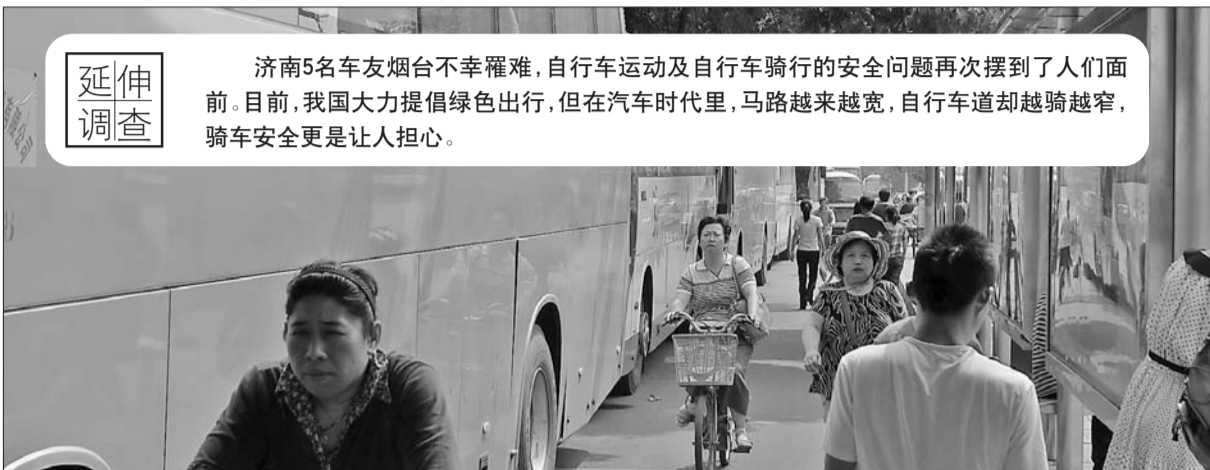 延伸
调查
济南5名车友烟台不幸罹难,自行车运动及自行车骑行的安全问题再次摆到了人们面
前。目前,我国大力提倡绿色出行,但在汽车时代里,马路越来越宽,自行车道却越骑越窄,
骑车安全更是让人担心。